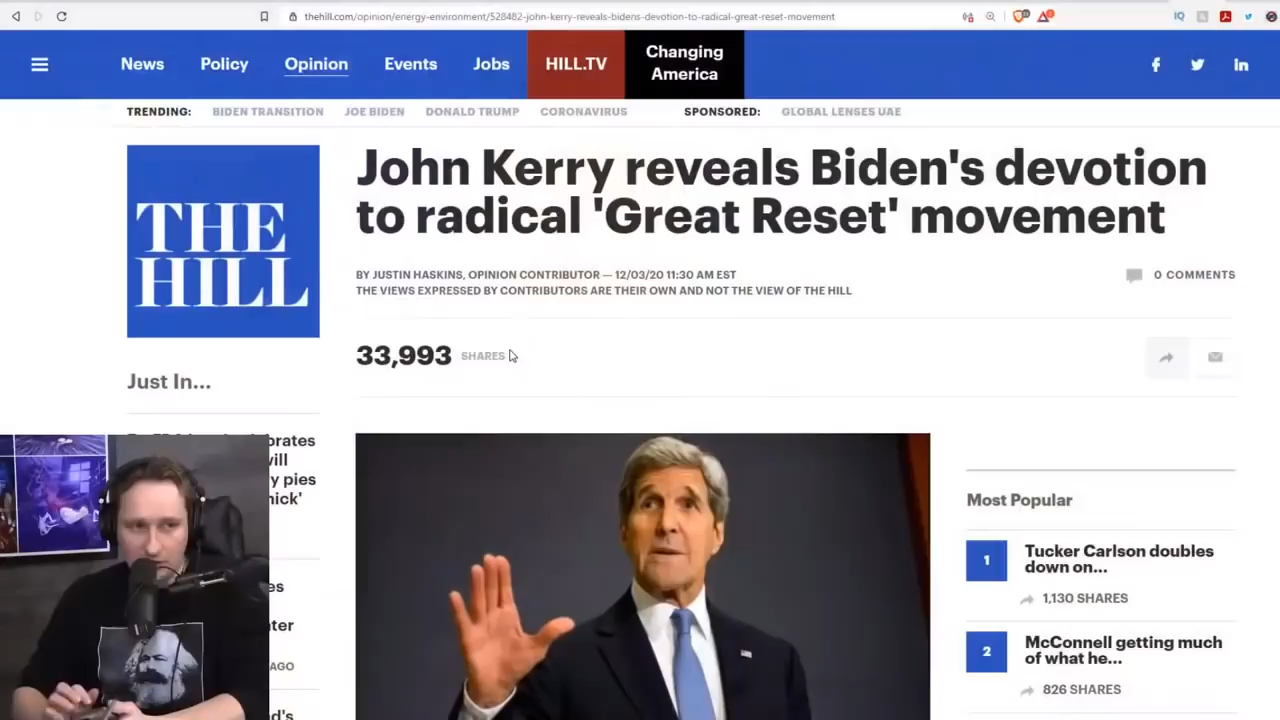 thehill.com/opinion/energy-environment/528482-john-kerry-reveals-bidens-devotion-to-radical-great-reset-movement
IQ
News Policy Opinion Events Jobs HILL.TV Changing America
TRENDING: BIDEN TRANSITION JOE BIDEN DONALD TRUMP CORONAVIRUS SPONSORED: GLOBAL LENSES UAE
THE
HILL
John Kerry reveals Biden's devotion
to radical 'Great Reset' movement
BY JUSTIN HASKINS, OPINION CONTRIBUTOR — 12/03/20 11:30 AM EST
THE VIEWS EXPRESSED BY CONTRIBUTORS ARE THEIR OWN AND NOT THE VIEW OF THE HILL
0 COMMENTS
33,993 SHARES
Just In...
y pies
AGO
Most Popular
1
Tucker Carlson doubles
down on...
1,130 SHARES
2
McConnell getting much
of what he...
826 SHARES